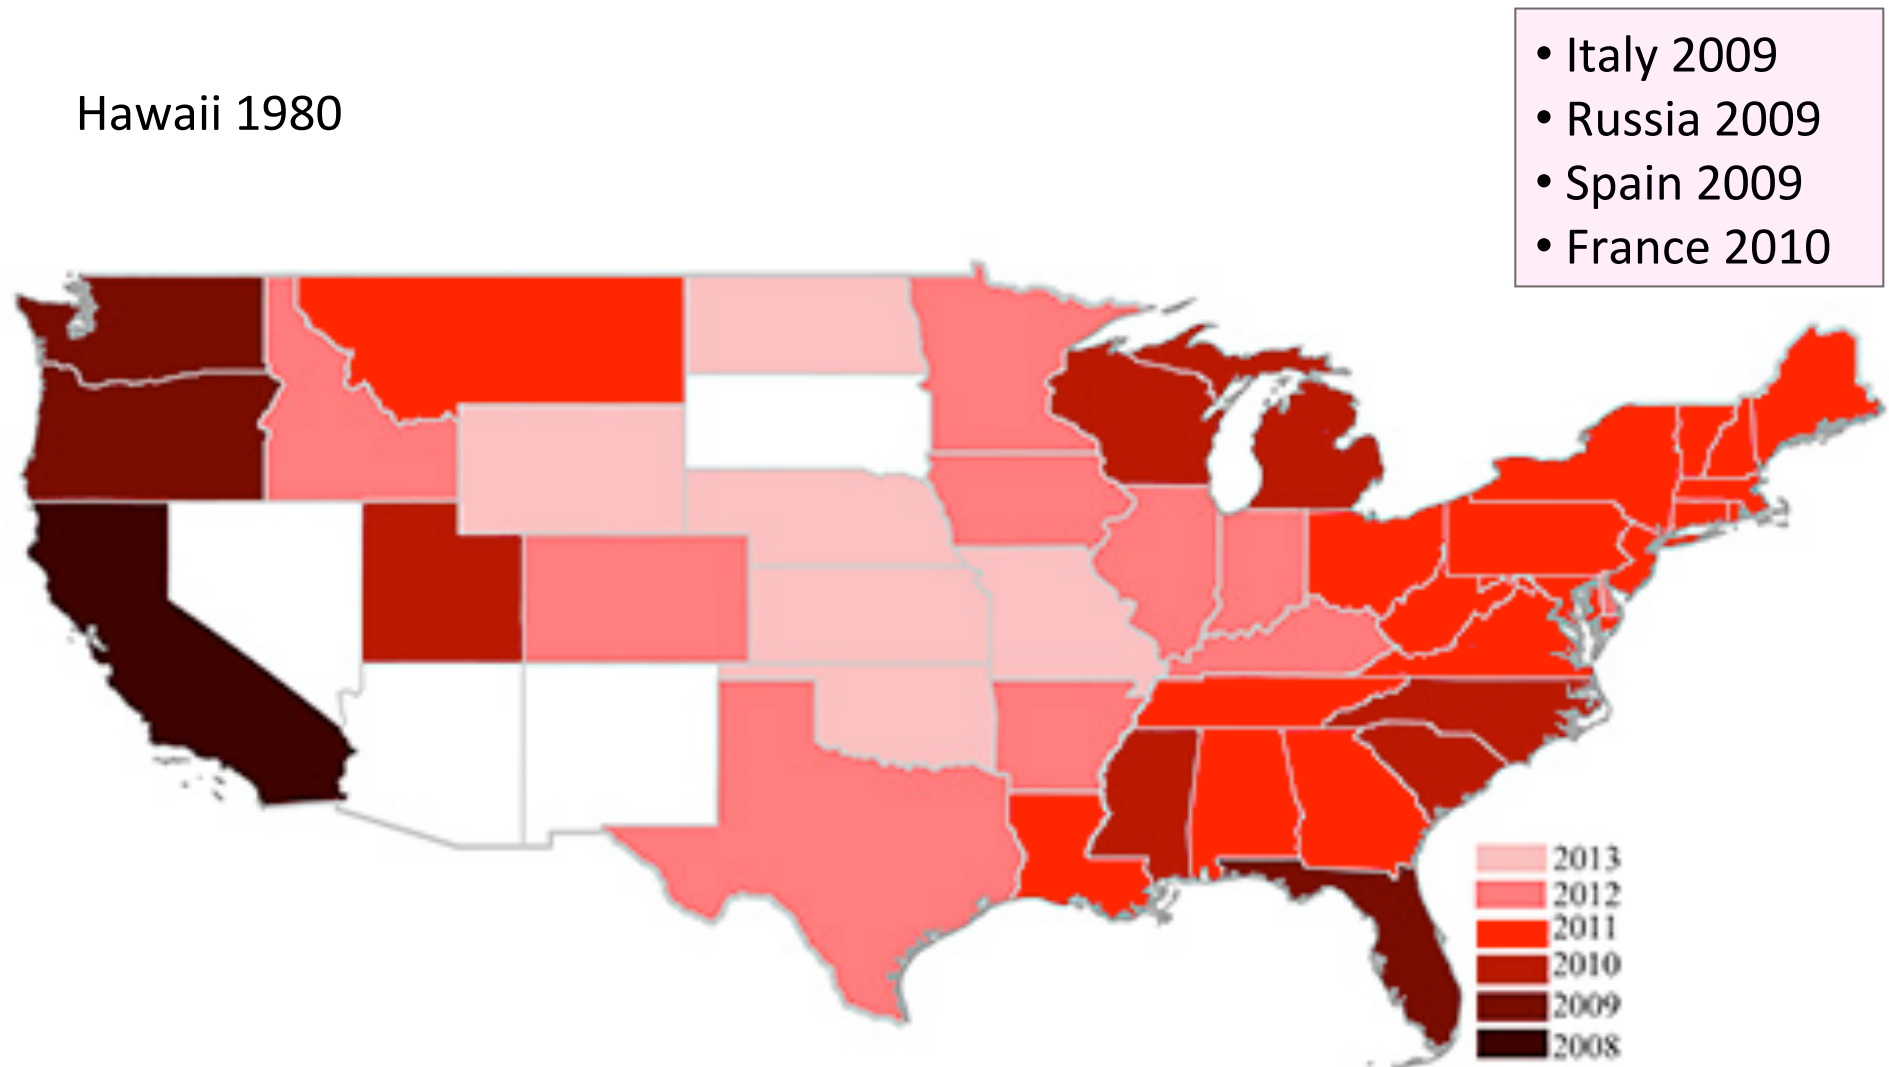 Hawaii 1980
• Italy 2009
• Russia 2009
• Spain 2009
• France 2010
2013
2012
2011
2010
2009
2008